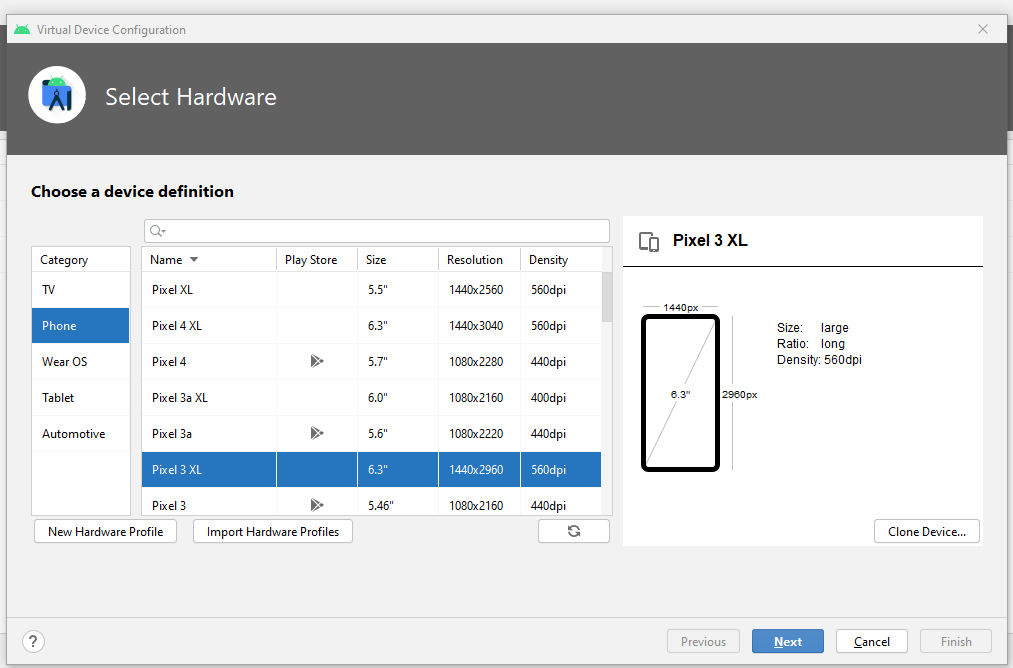 Virtual Device Configuration
Select Hardware
Choose a device definition
Category
TV
Phone
Wear OS
Tablet
Automotive
Name Play Store Size Resolution Density
Pixel XL 5.5" 1440x2560 560dpi
Pixel 4 XL 6.3" 1440x3040 560dpi
Pixel 4 5.7" 1080x2280 440dpi
Pixel 3a XL 6.0" 1080x2160 400dpi
Pixel 3a 5.6" 1080x2220 440dpi
Pixel 3 XL 6.3" 1440x2960 560dpi
Pixel 3 5.46" 1080x2160 440dpi
New Hardware Profile Import Hardware Profiles
Pixel 3 XL
1440px
6.3"
2960px
Size: large
Ratio: long
Density: 560dpi
Clone Device...
? Previous Next Cancel Finish